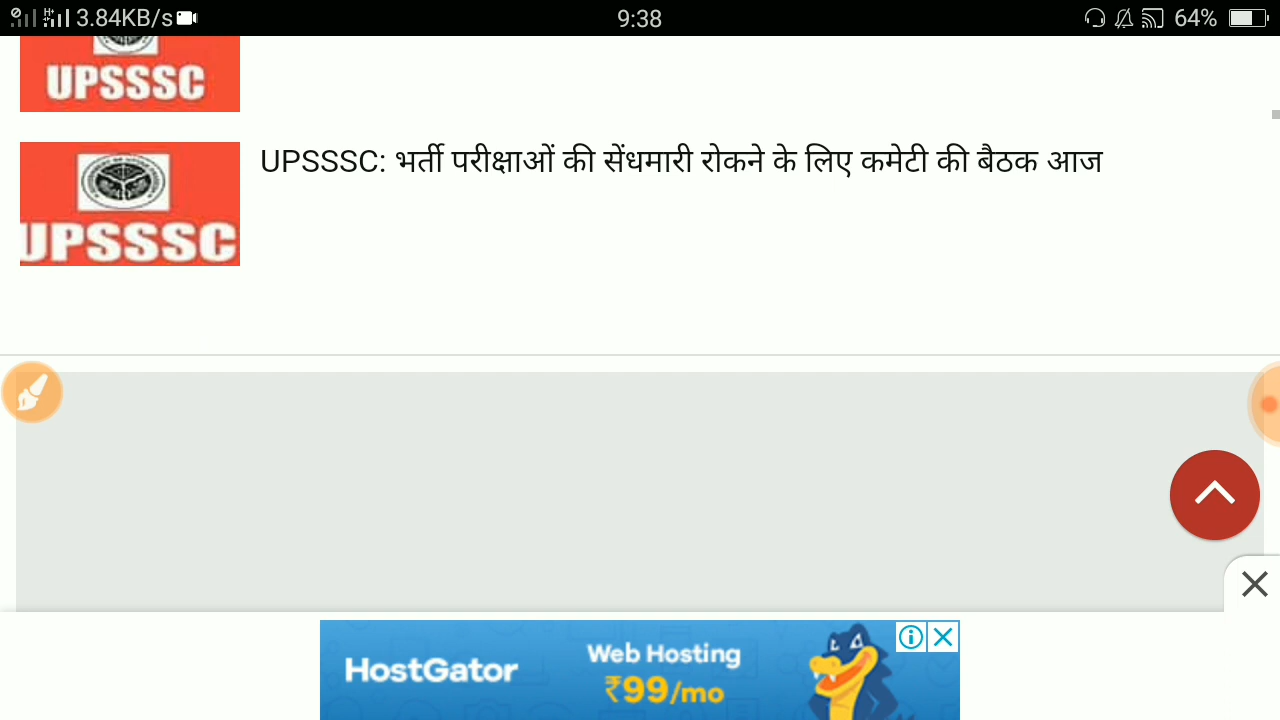 3.84KB/s
9:38
64%
UPSSSC
UPSSSC: भर्ती परीक्षाओं की सेंधमारी रोकने के लिए कमेटी की बैठक आज
UPSSSC
HostGator
Web Hosting
₹99/mo